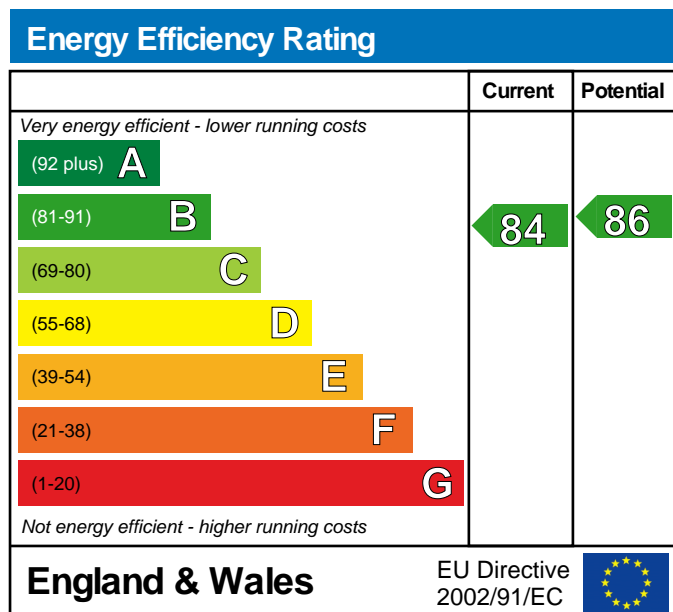 Energy Efficiency Rating
Current Potential
Very energy efficient - lower running costs
(92 plus) A
(81-91) B
84 86
(69-80) C
(55-68) D
(39-54) E
(21-38) F
(1-20) G
Not energy efficient - higher running costs
England & Wales
EU Directive
2002/91/EC